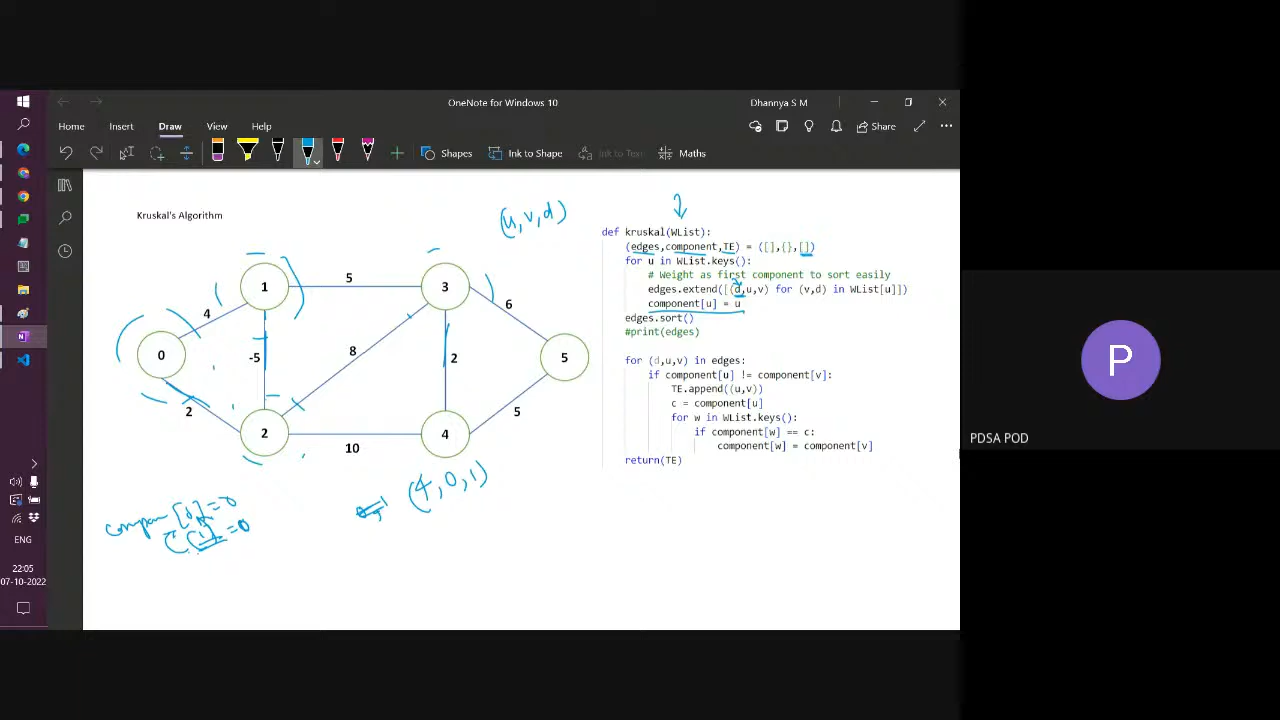 OneNote for Windows 10
Dhannya S M
Home Insert Draw View Help
Share
Shapes Ink to Shape Ink to Text Maths
Kruskal's Algorithm
(u, v, d)
1 5 3
4 6
0 -5 8 2 5
2 5
2 10 4
(4, 0, 1)
def kruskal(WList):
(edges,component,TE) = ([],{},[])
for u in WList.keys():
# Weight as first component to sort easily
edges.extend([(d,u,v) for (v,d) in WList[u]])
component[u] = u
edges.sort()
#print(edges)
for (d,u,v) in edges:
if component[u] != component[v]:
TE.append((u,v))
c = component[u]
for w in WList.keys():
if component[w] == c:
component[w] = component[v]
return(TE)
P
PDSA POD
ENG
22:05
07-10-2022